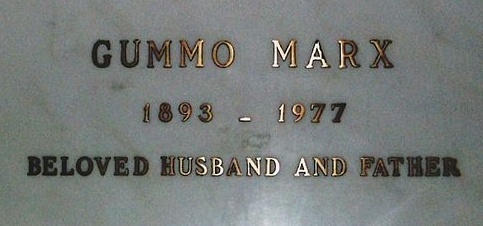 GUMMO MARX
1893 - 1977
BELOVED HUSBAND AND FATHER